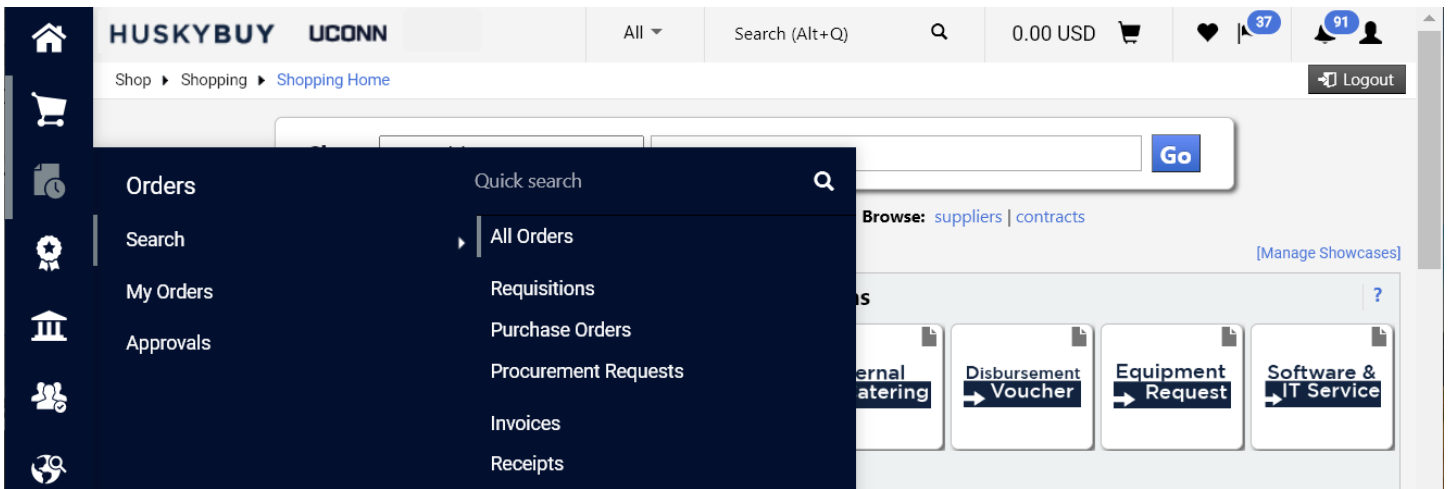 HUSKYBUY UCONN All Search (Alt+Q) 0.00 USD 37 91
Shop Shopping Shopping Home Logout
Go
Orders Quick search
Browse: suppliers | contracts
Search All Orders
[Manage Showcases]
My Orders Requisitions
?
Purchase Orders
Approvals
Procurement Requests
Disbursement Voucher
Equipment Request
Software & IT Service
Invoices
Receipts